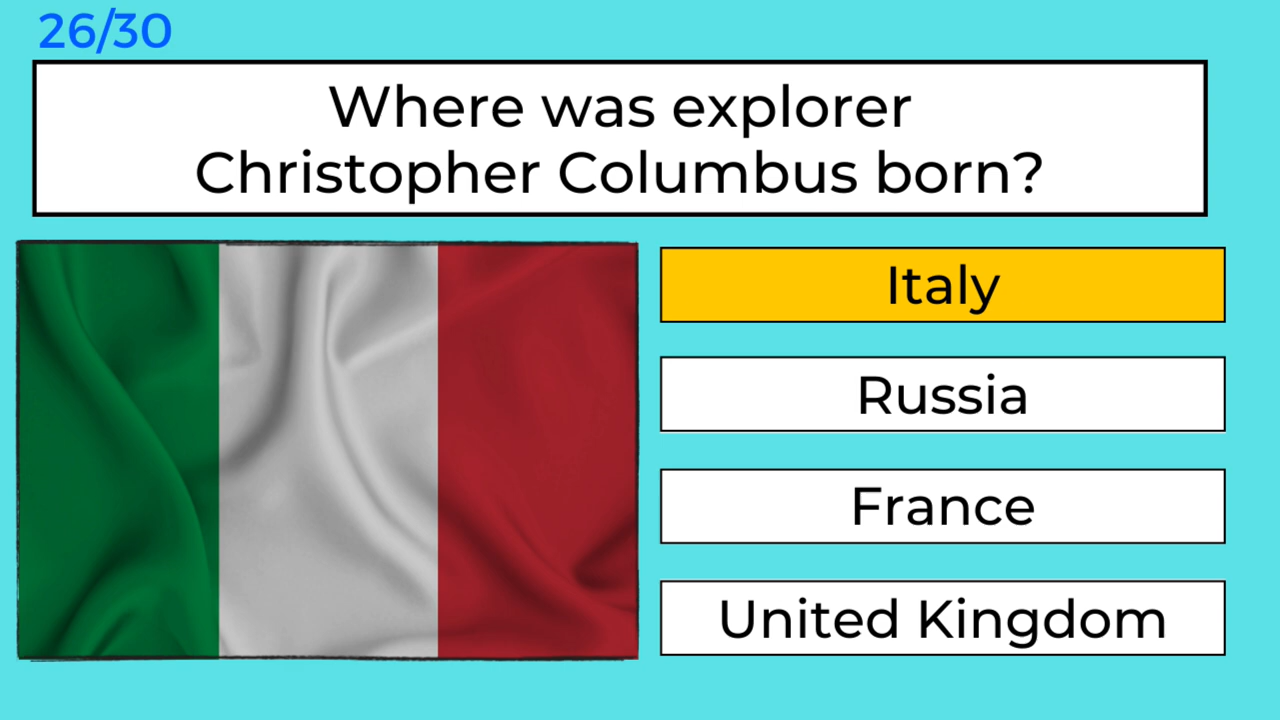 26/30
Where was explorer
Christopher Columbus born?
Italy
Russia
France
United Kingdom